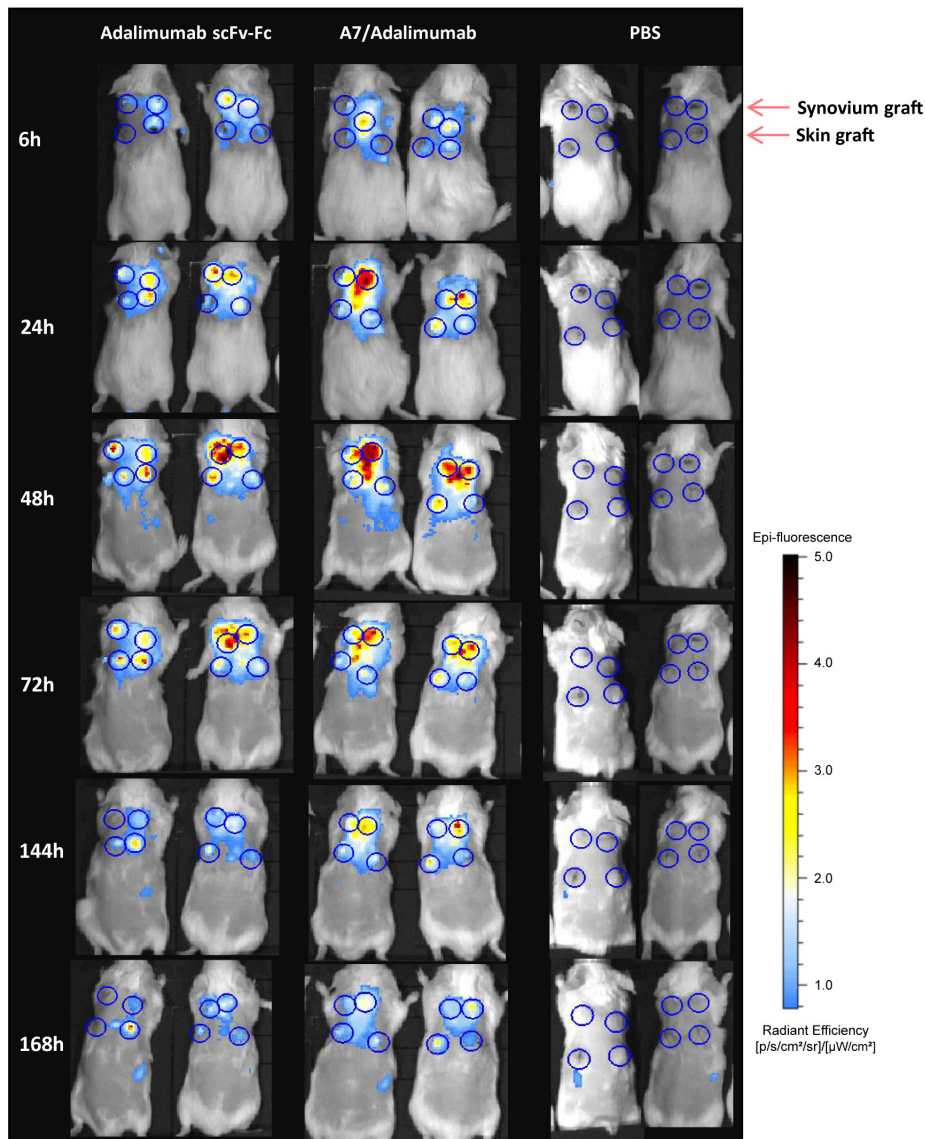 Adalimumab scFv-Fc A7/Adalimumab PBS
Synovium graft
6h
Skin graft
24h
48h
Epi-fluorescence
5.0
72h
4.0
3.0
144h
2.0
1.0
168h
Radiant Efficiency
[p/s/cm²/sr]/[µW/cm²]